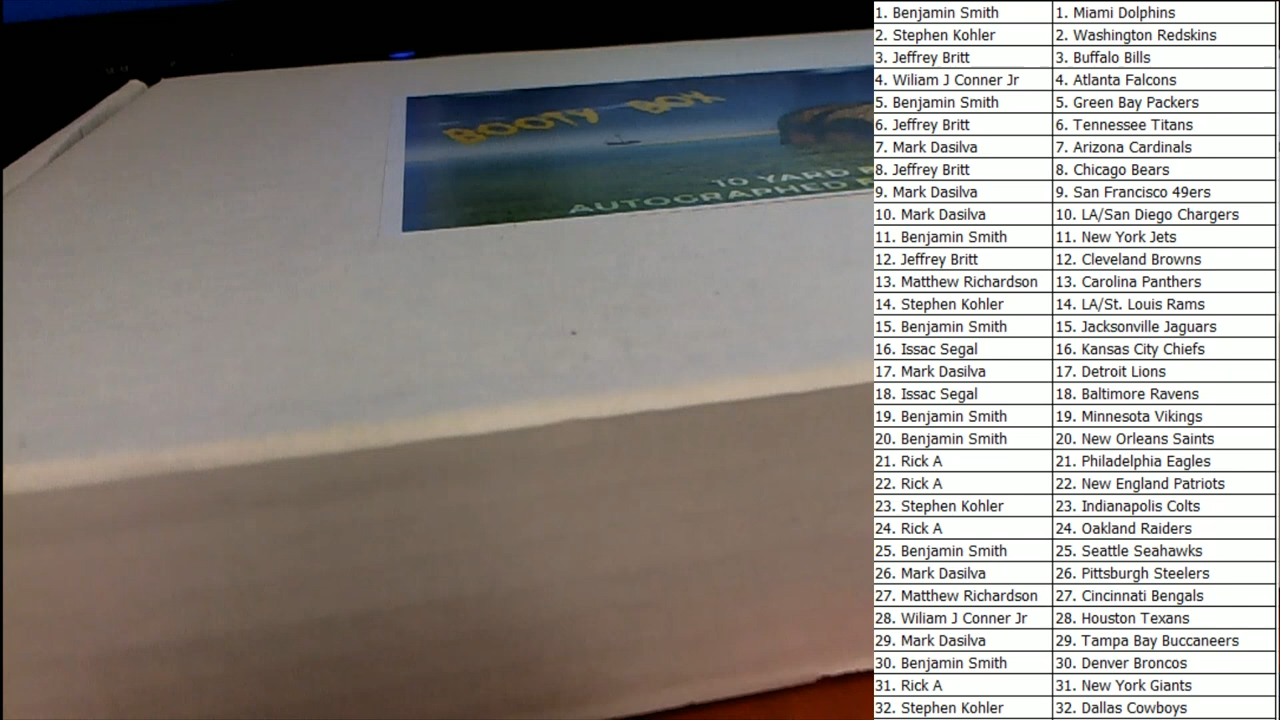 BOOTY BOX
10 YARD
AUTOGRAPHED
1. Benjamin Smith 1. Miami Dolphins
2. Stephen Kohler 2. Washington Redskins
3. Jeffrey Britt 3. Buffalo Bills
4. Wiliam J Conner Jr 4. Atlanta Falcons
5. Benjamin Smith 5. Green Bay Packers
6. Jeffrey Britt 6. Tennessee Titans
7. Mark Dasilva 7. Arizona Cardinals
8. Jeffrey Britt 8. Chicago Bears
9. Mark Dasilva 9. San Francisco 49ers
10. Mark Dasilva 10. LA/San Diego Chargers
11. Benjamin Smith 11. New York Jets
12. Jeffrey Britt 12. Cleveland Browns
13. Matthew Richardson 13. Carolina Panthers
14. Stephen Kohler 14. LA/St. Louis Rams
15. Benjamin Smith 15. Jacksonville Jaguars
16. Issac Segal 16. Kansas City Chiefs
17. Mark Dasilva 17. Detroit Lions
18. Issac Segal 18. Baltimore Ravens
19. Benjamin Smith 19. Minnesota Vikings
20. Benjamin Smith 20. New Orleans Saints
21. Rick A 21. Philadelphia Eagles
22. Rick A 22. New England Patriots
23. Stephen Kohler 23. Indianapolis Colts
24. Rick A 24. Oakland Raiders
25. Benjamin Smith 25. Seattle Seahawks
26. Mark Dasilva 26. Pittsburgh Steelers
27. Matthew Richardson 27. Cincinnati Bengals
28. Wiliam J Conner Jr 28. Houston Texans
29. Mark Dasilva 29. Tampa Bay Buccaneers
30. Benjamin Smith 30. Denver Broncos
31. Rick A 31. New York Giants
32. Stephen Kohler 32. Dallas Cowboys